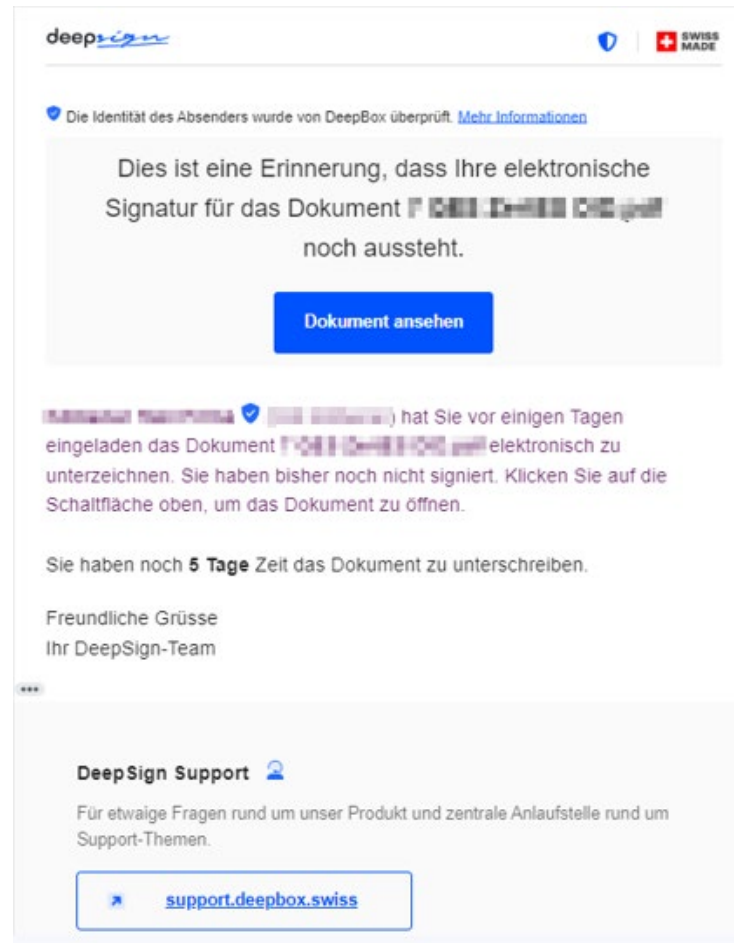 deepsign
SWISS
MADE
Die Identität des Absenders wurde von DeepBox überprüft. Mehr Informationen
Dies ist eine Erinnerung, dass Ihre elektronische
Signatur für das Dokument
noch aussteht.
Dokument ansehen
hat Sie vor einigen Tagen
eingeladen das Dokument elektronisch zu
unterzeichnen. Sie haben bisher noch nicht signiert. Klicken Sie auf die
Schaltfläche oben, um das Dokument zu öffnen.
Sie haben noch 5 Tage Zeit das Dokument zu unterschreiben.
Freundliche Grüsse
Ihr DeepSign-Team
DeepSign Support
Für etwaige Fragen rund um unser Produkt und zentrale Anlaufstelle rund um
Support-Themen.
support.deepbox.swiss